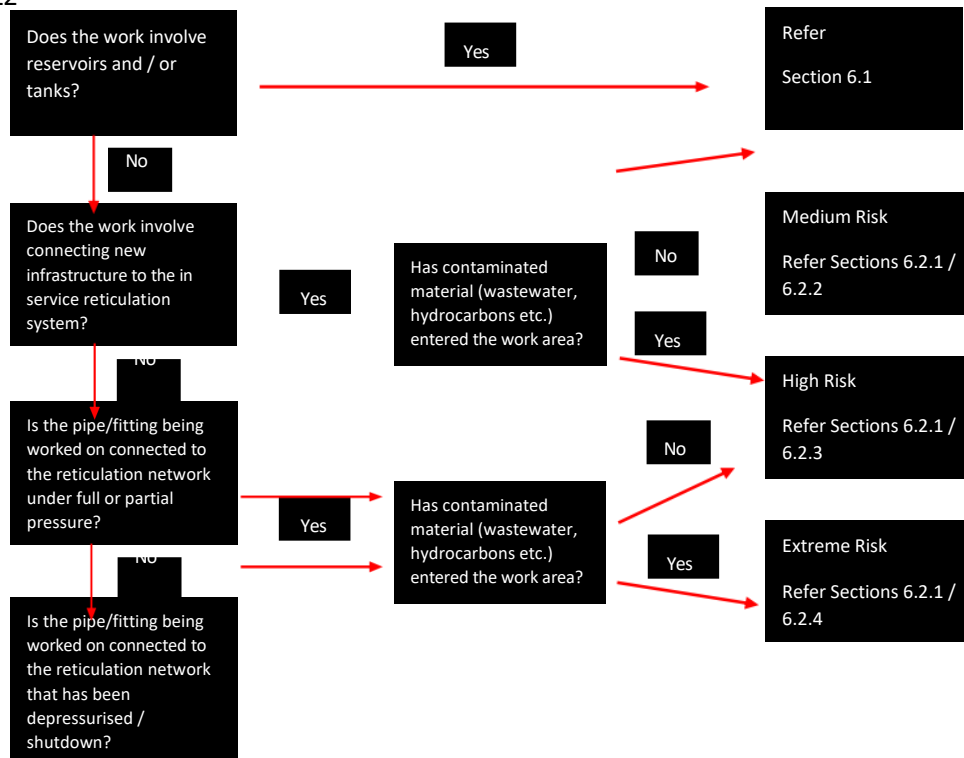 Does the work involve
reservoirs and / or
tanks?
Yes
Refer
Section 6.1
No
Does the work involve
connecting new
infrastructure to the in
service reticulation
system?
Yes
Has contaminated
material (wastewater,
hydrocarbons etc.)
entered the work area?
No
Yes
Medium Risk
Refer Sections 6.2.1 /
6.2.2
No
Is the pipe/fitting being
worked on connected to
the reticulation network
under full or partial
pressure?
Yes
Has contaminated
material (wastewater,
hydrocarbons etc.)
entered the work area?
No
Yes
High Risk
Refer Sections 6.2.1 /
6.2.3
Extreme Risk
Refer Sections 6.2.1 /
6.2.4
No
Is the pipe/fitting being
worked on connected to
the reticulation network
that has been
depressurised /
shutdown?